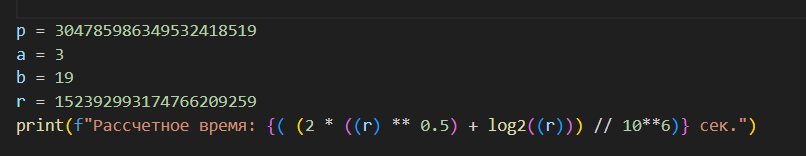 p = 304785986349532418519
a = 3
b = 19
r = 152392993174766209259
print(f"Рассчетное время: {( (2 * ((r) ** 0.5) + log2((r))) // 10**6)} сек.")